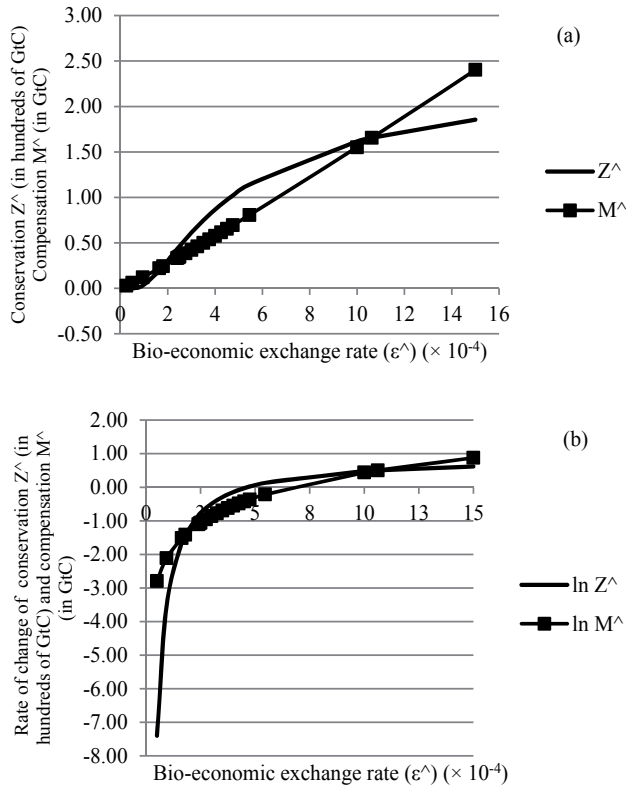 (a)
Conservation Z^ (in hundreds of GtC)
Compensation M^ (in GtC)
3.00
2.50
2.00
1.50
1.00
0.50
0.00
-0.50
0 2 4 6 8 10 12 14 16
Bio-economic exchange rate (ε^) (× 10-4)
Z^
M^
(b)
Rate of change of conservation Z^ (in
hundreds of GtC) and compensation M^
(in GtC)
2.00
1.00
0.00
-1.00
-2.00
-3.00
-4.00
-5.00
-6.00
-7.00
-8.00
0 3 5 8 10 13 15
Bio-economic exchange rate (ε^) (× 10-4)
ln Z^
ln M^